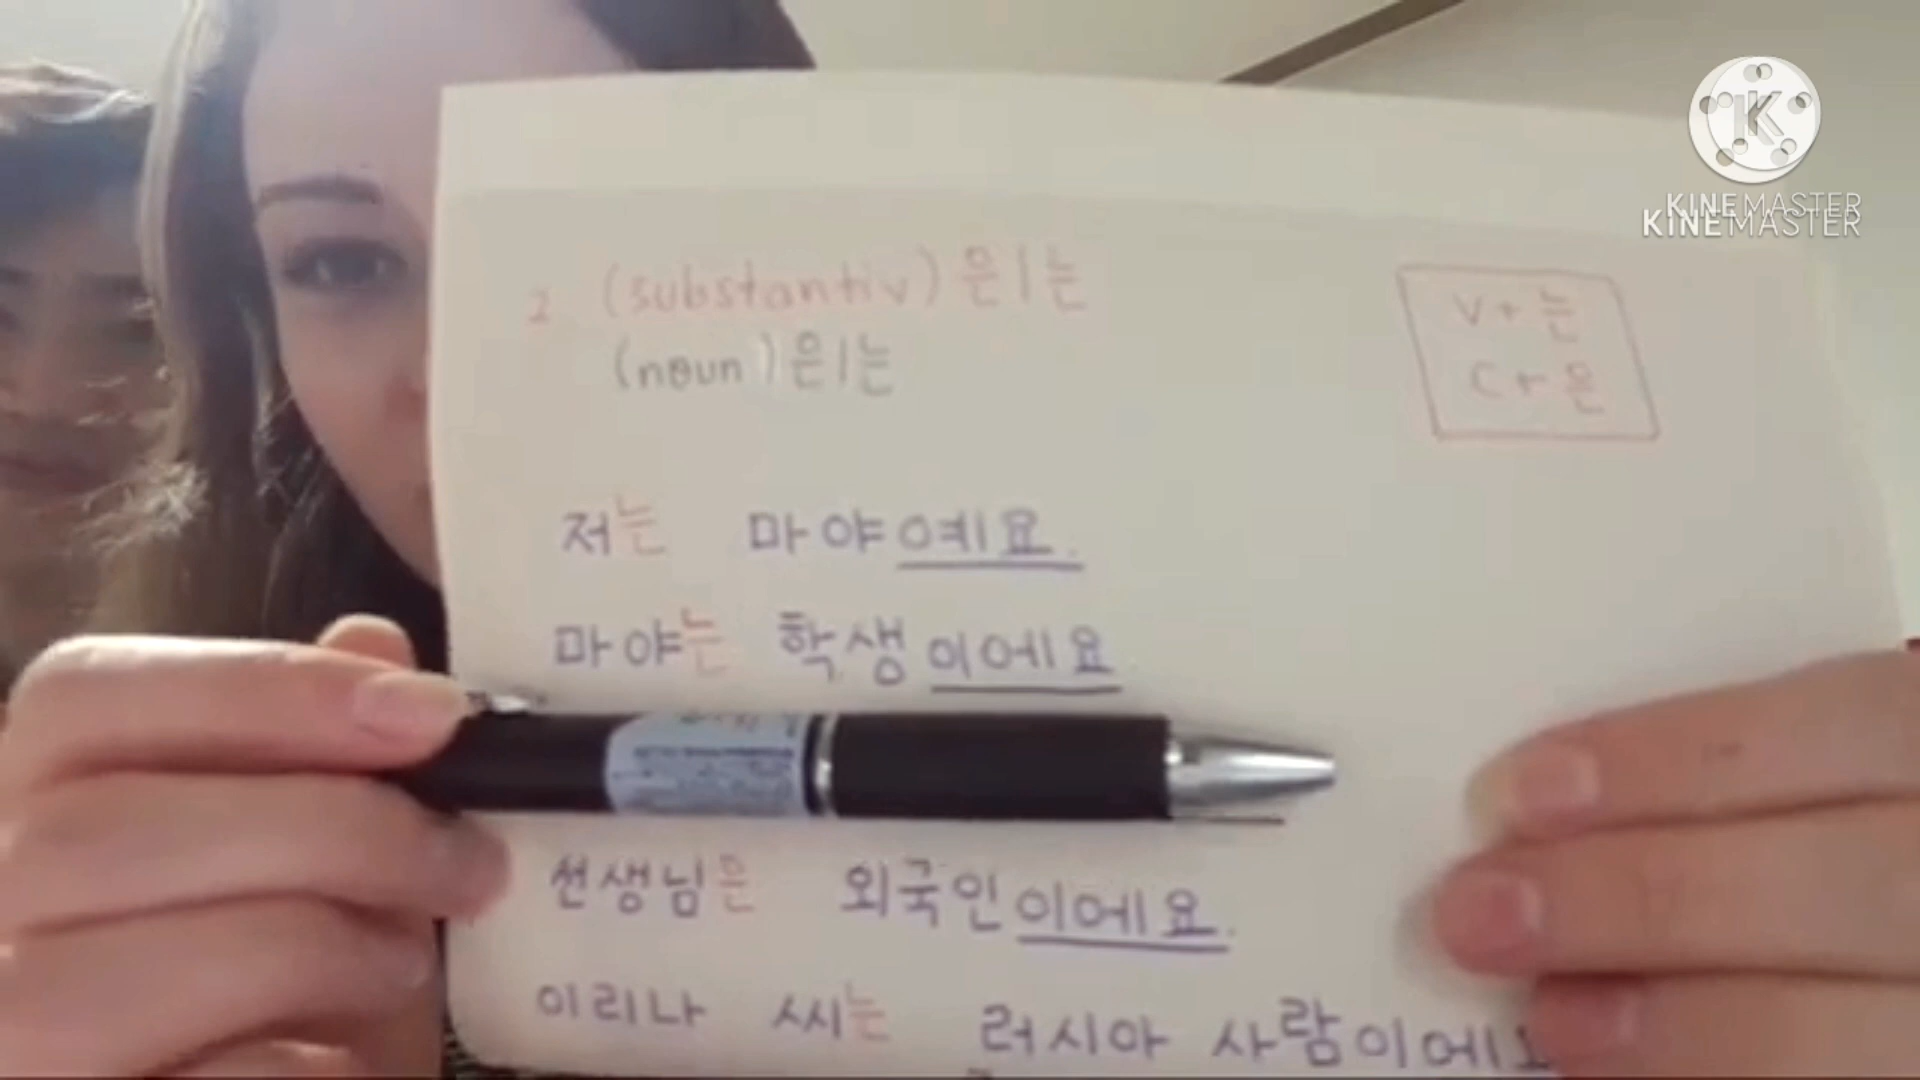 KINEMASTER
KINEMASTER
2 (substantiv) 은/는
(noun) 은/는
V + 는
C + 은
저는 마야예요.
마야는 학생이에요
선생님은 외국인이에요.
이리나 씨는 러시아 사람이에요